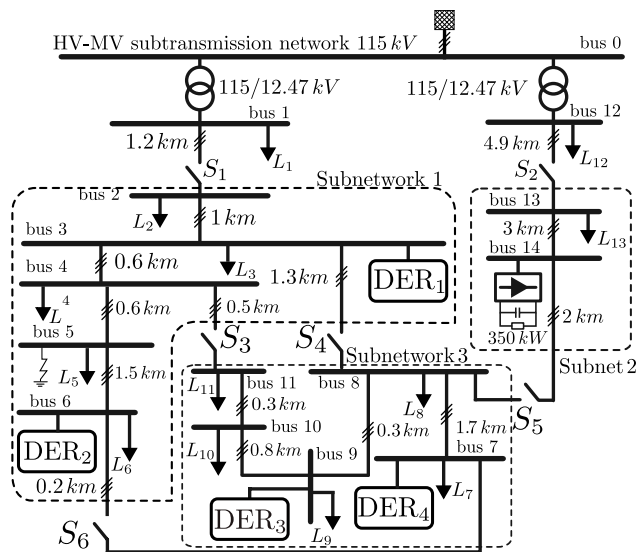 HV-MV subtransmission network 115 kV
bus 0
115/12.47 kV
115/12.47 kV
bus 1
bus 12
1.2 km
L1
4.9 km
L12
S1
S2
Subnetwork 1
bus 2
bus 13
L2
1 km
3 km
L13
bus 3
bus 14
0.6 km
L3
1.3 km
DER1
bus 4
L4
0.6 km
0.5 km
2 km
350 kW
bus 5
S3
S4
Subnetwork 3
Subnet 2
L5
1.5 km
L11
bus 11
bus 8
bus 6
0.3 km
L8
S5
DER2
L6
bus 10
0.3 km
1.7 km
L10
0.8 km
bus 9
bus 7
0.2 km
DER3
L9
DER4
L7
S6